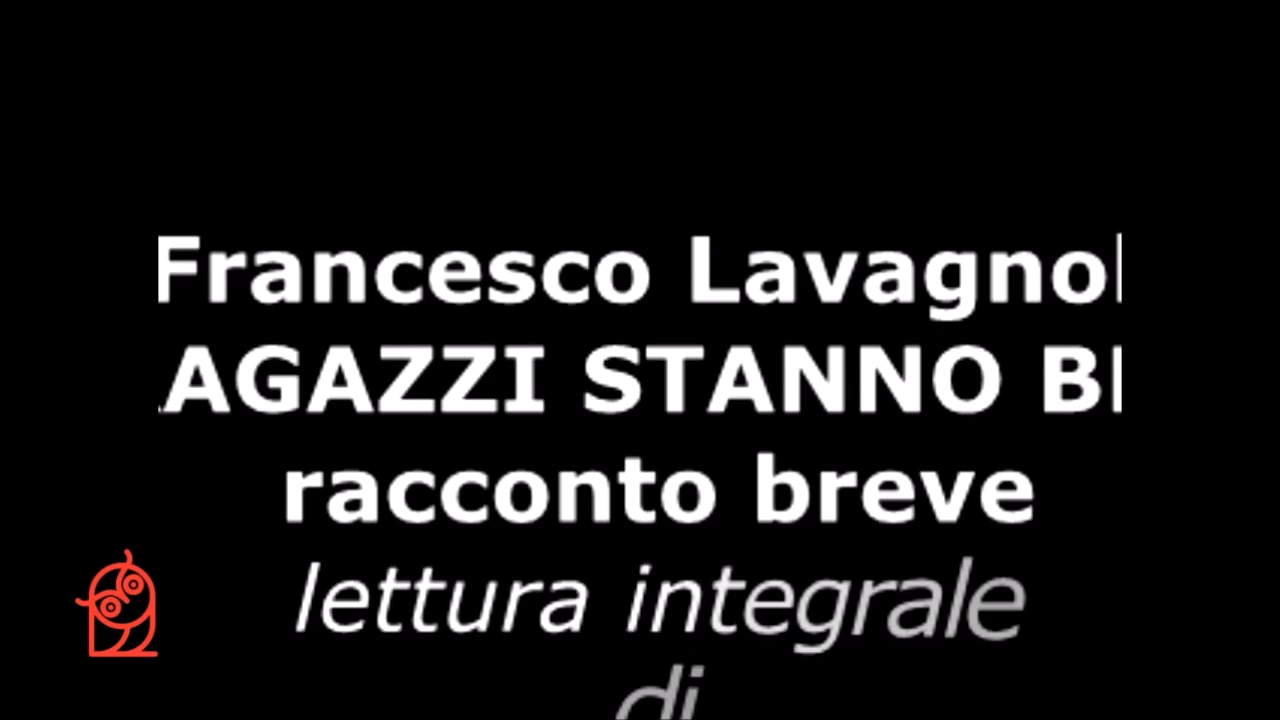 Francesco Lavagnol
AGAZZI STANNO B
racconto breve
lettura integrale
di